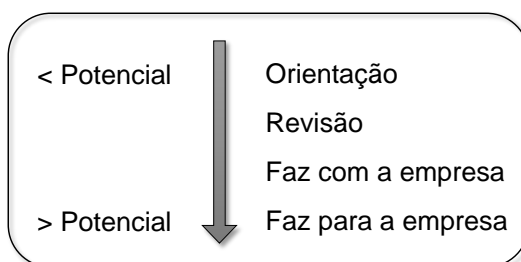 < Potencial
Orientação
Revisão
Faz com a empresa
> Potencial
Faz para a empresa